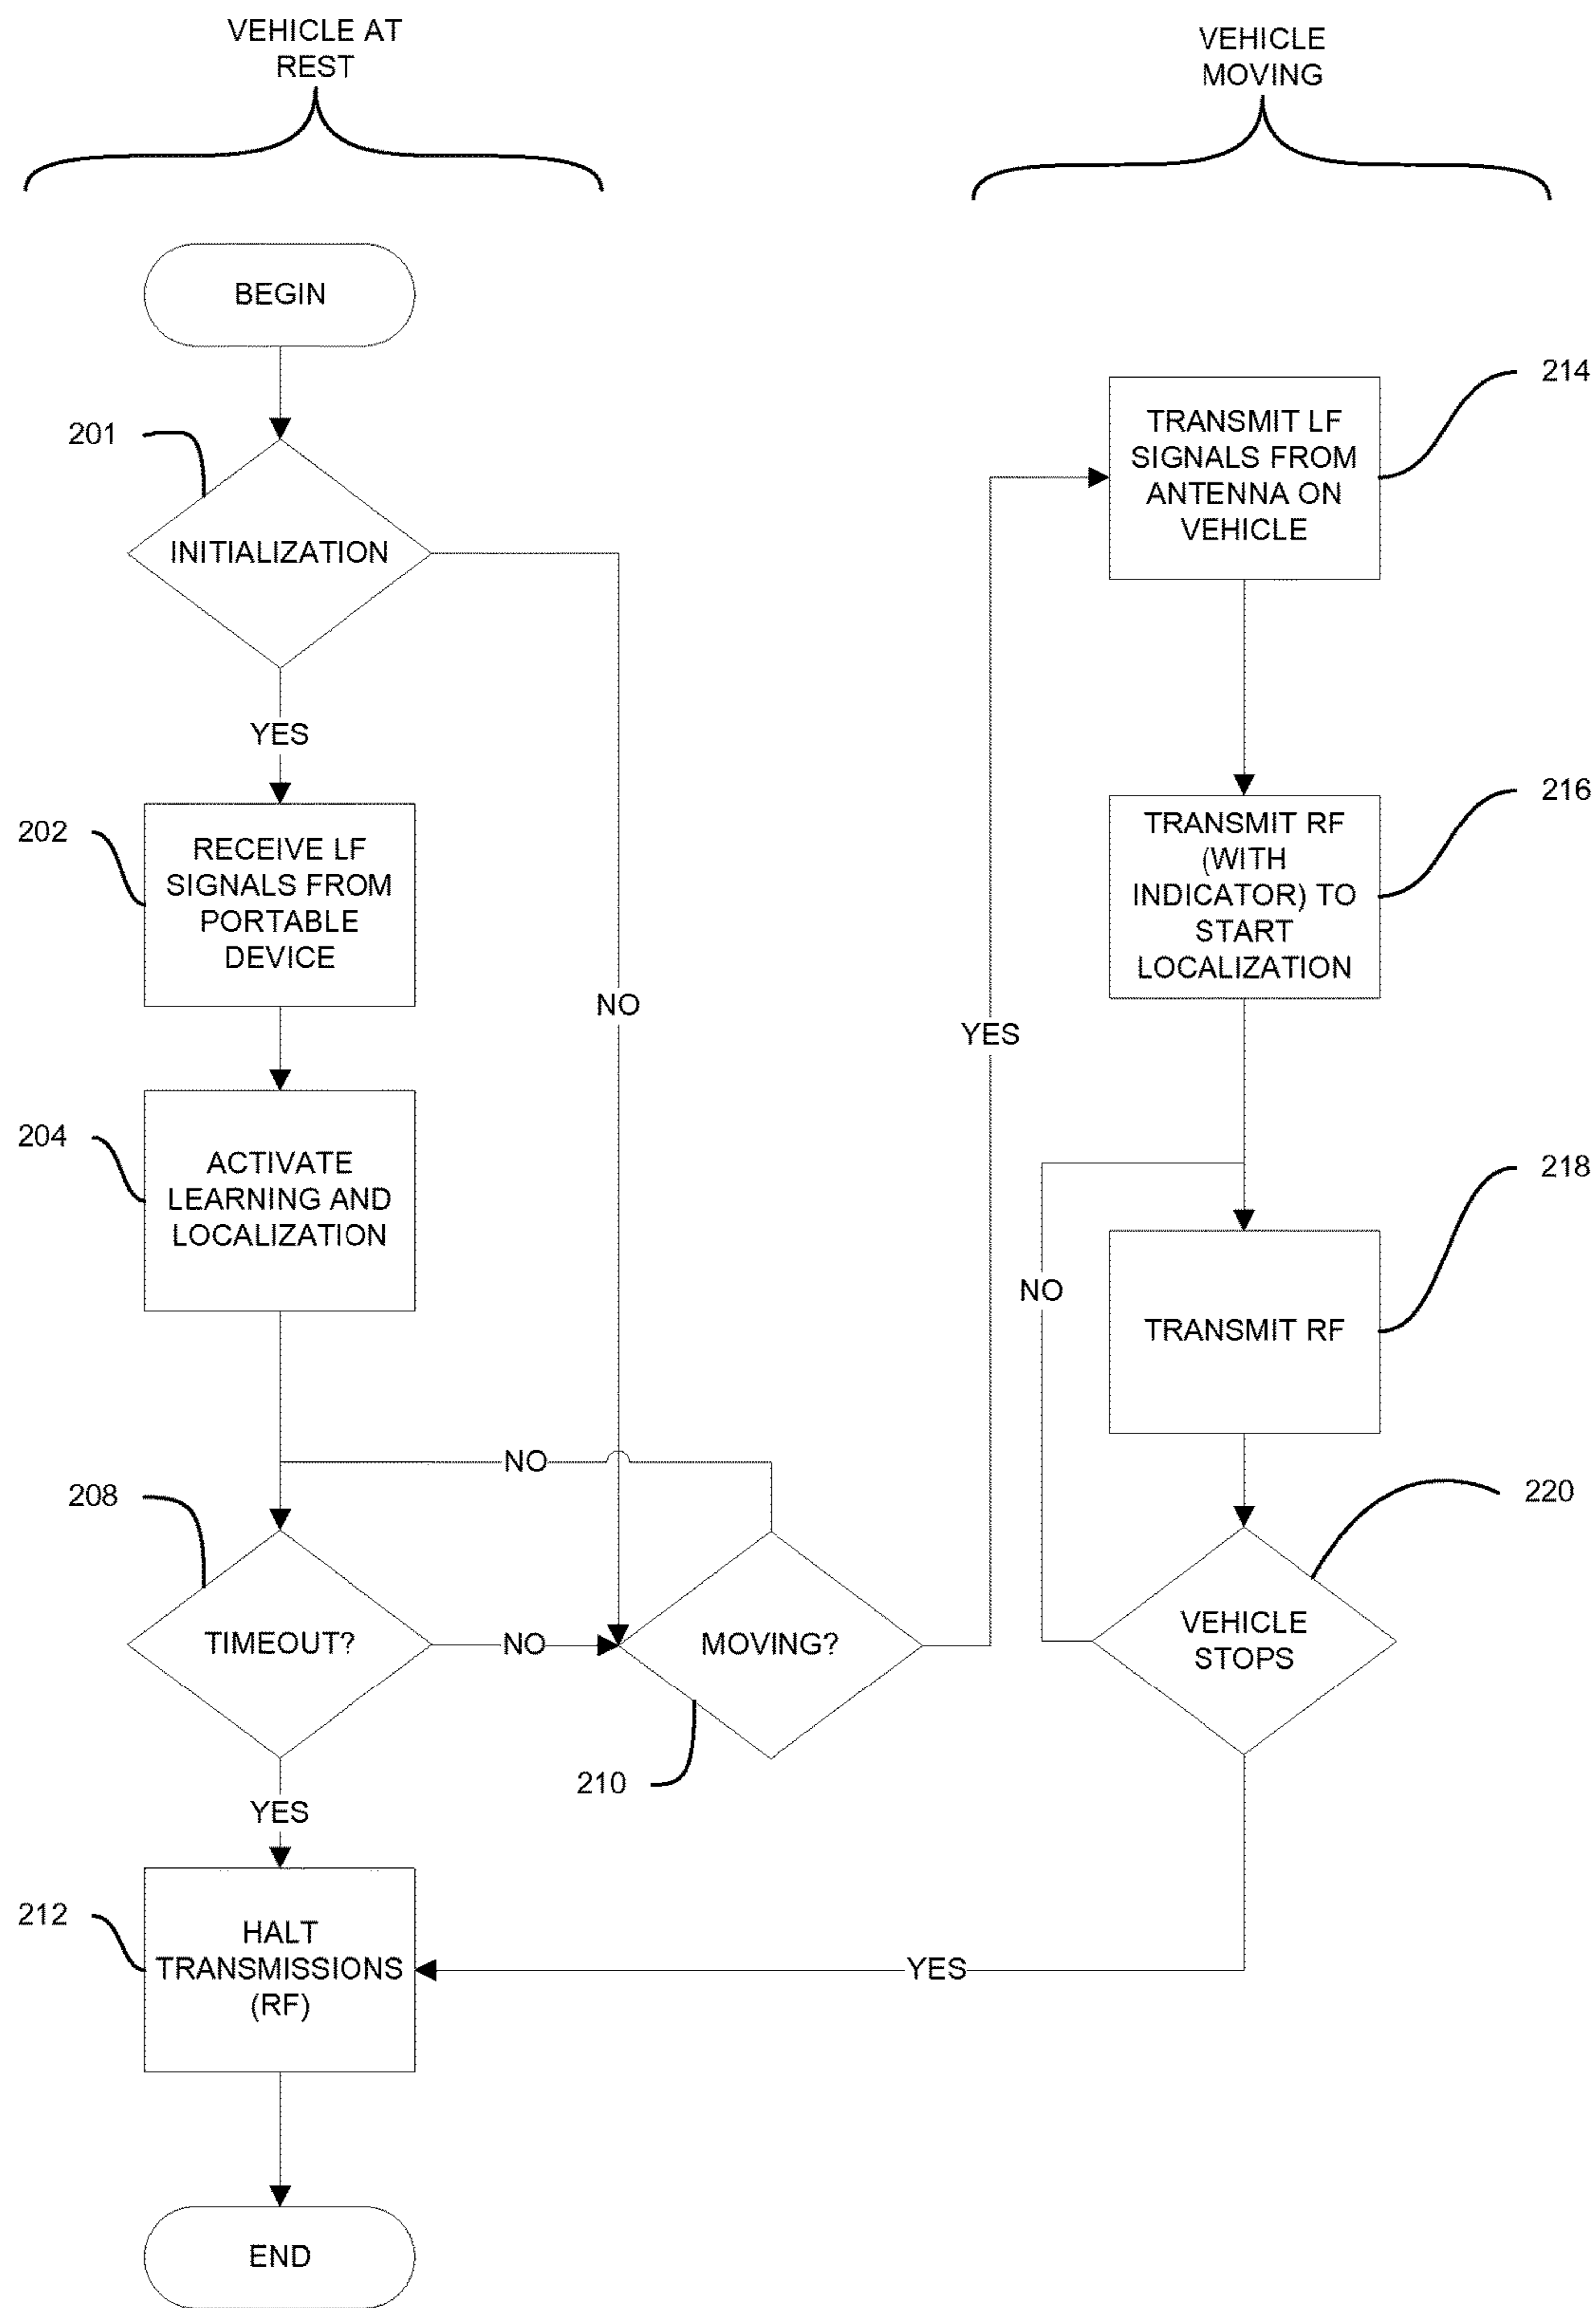 VEHICLE AT
REST
VEHICLE
MOVING
BEGIN
201
INITIALIZATION
YES
NO
202
RECEIVE LF
SIGNALS FROM
PORTABLE
DEVICE
204
ACTIVATE
LEARNING AND
LOCALIZATION
NO
208
TIMEOUT?
NO
MOVING?
210
YES
YES
212
HALT
TRANSMISSIONS
(RF)
END
214
TRANSMIT LF
SIGNALS FROM
ANTENNA ON
VEHICLE
216
TRANSMIT RF
(WITH
INDICATOR) TO
START
LOCALIZATION
218
TRANSMIT RF
NO
220
VEHICLE
STOPS
YES